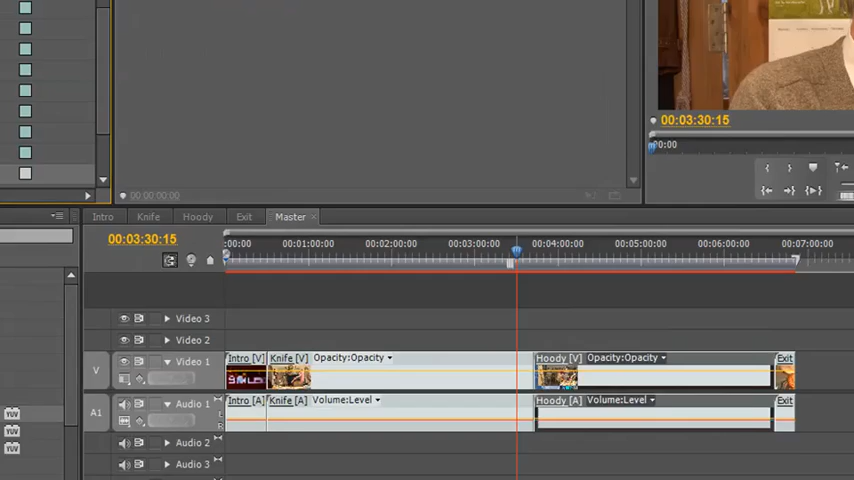 00:03:30:15
00:00
00:00:00:00
Intro Knife Hoody Exit Master
00:03:30:15
:00:00 00:01:00:00 00:02:00:00 00:03:00:00 00:04:00:00 00:05:00:00 00:06:00:00 00:07:00:00
Video 3
Video 2
V Video 1 Intro [V] Knife [V] Opacity:Opacity Hoody [V] Opacity:Opacity Exit
A1 Audio 1 Intro [A] Knife [A] Volume:Level Hoody [A] Volume:Level Exit
L
R
YUV
YUV
YUV
Audio 2
Audio 3